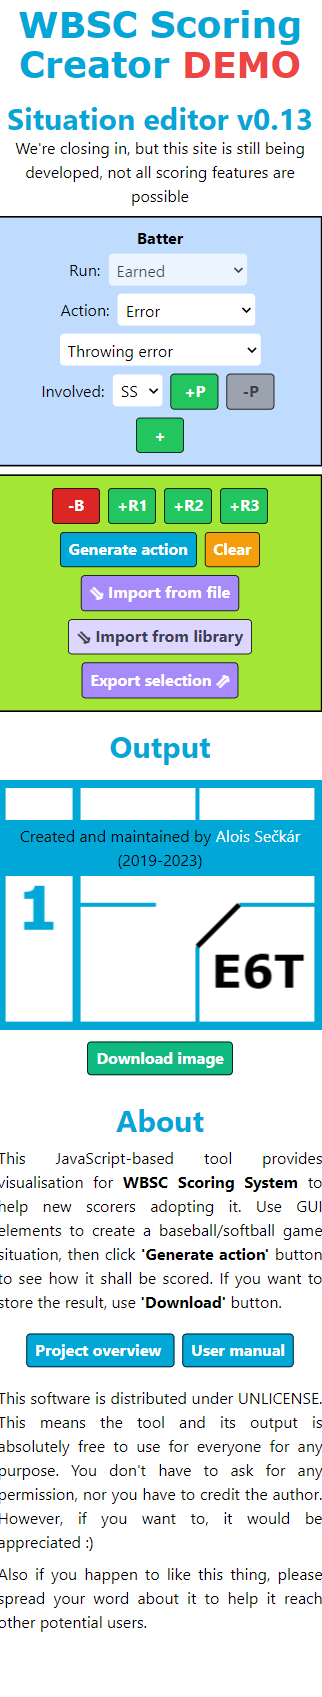 WBSC Scoring
Creator DEMO
Situation editor v0.13
We're closing in, but this site is still being
developed, not all scoring features are
possible
Batter
Run: Earned
Action: Error
Throwing error
Involved: SS +P -P
+
-B +R1 +R2 +R3
Generate action Clear
⇘ Import from file
⇘ Import from library
Export selection ⇗
Output
Created and maintained by Alois Sečkár
(2019-2023)
1
E6T
Download image
About
This JavaScript-based tool provides
visualisation for WBSC Scoring System to
help new scorers adopting it. Use GUI
elements to create a baseball/softball game
situation, then click 'Generate action' button
to see how it shall be scored. If you want to
store the result, use 'Download' button.
Project overview User manual
This software is distributed under UNLICENSE.
This means the tool and its output is
absolutely free to use for everyone for any
purpose. You don't have to ask for any
permission, nor you have to credit the author.
However, if you want to, it would be
appreciated :)
Also if you happen to like this thing, please
spread your word about it to help it reach
other potential users.